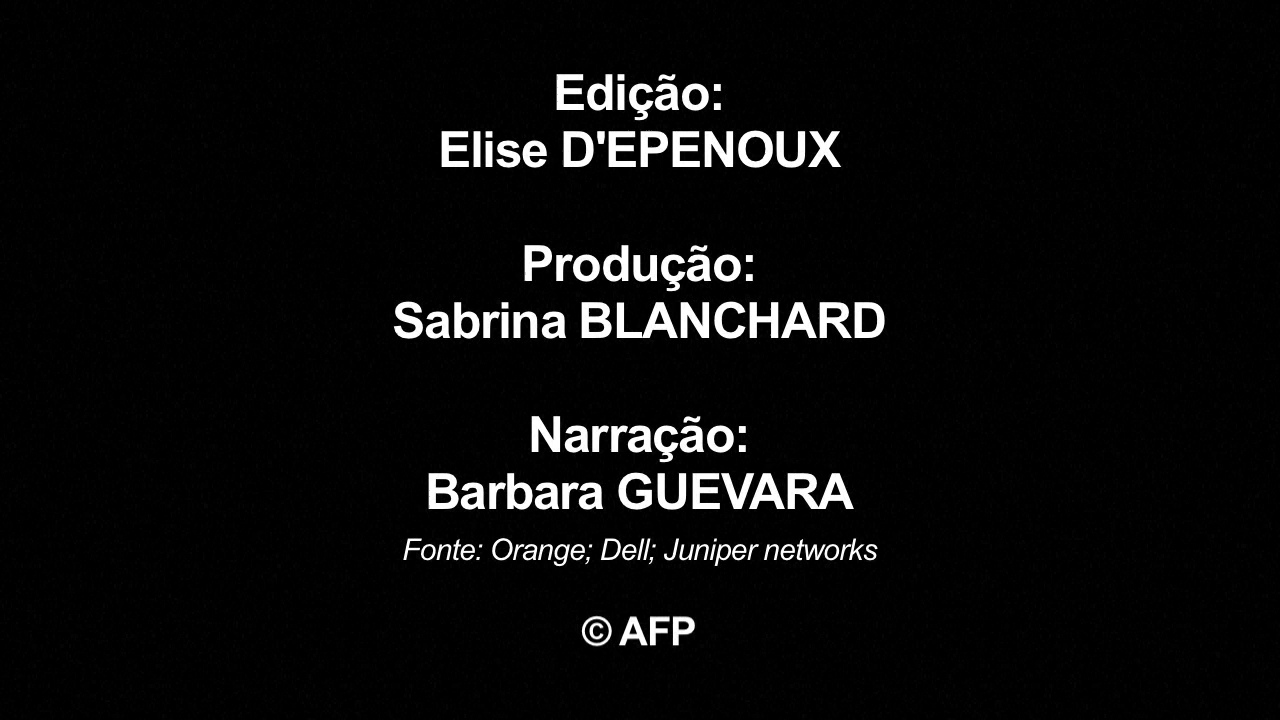 Edição:
Elise D'EPENOUX
Produção:
Sabrina BLANCHARD
Narração:
Barbara GUEVARA
Fonte: Orange; Dell; Juniper networks
© AFP